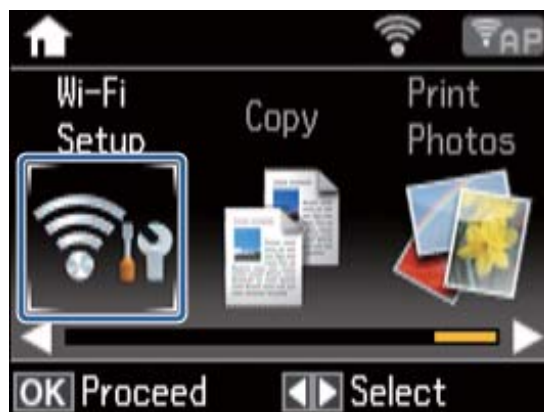 AP
Wi-Fi Setup
Copy
Print Photos
OK Proceed
Select